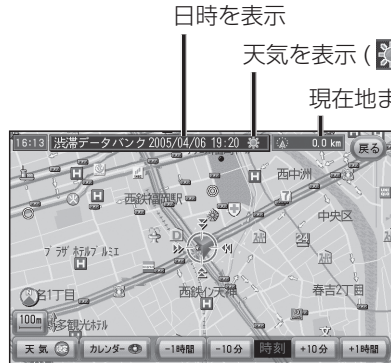 日時を表示
天気を表示 (
現在地ま
16:13 渋滞データバンク 2005/04/06 19:20 0.0 km 戻る
西中洲
西鉄福岡駅
中央区
プラザホテルプルミエ
名1丁目
西鉄イン天神
春吉2丁目
100m
多観光ホテル
天気 カレンダー -1時間 -10分 時刻 +10分 +1時間